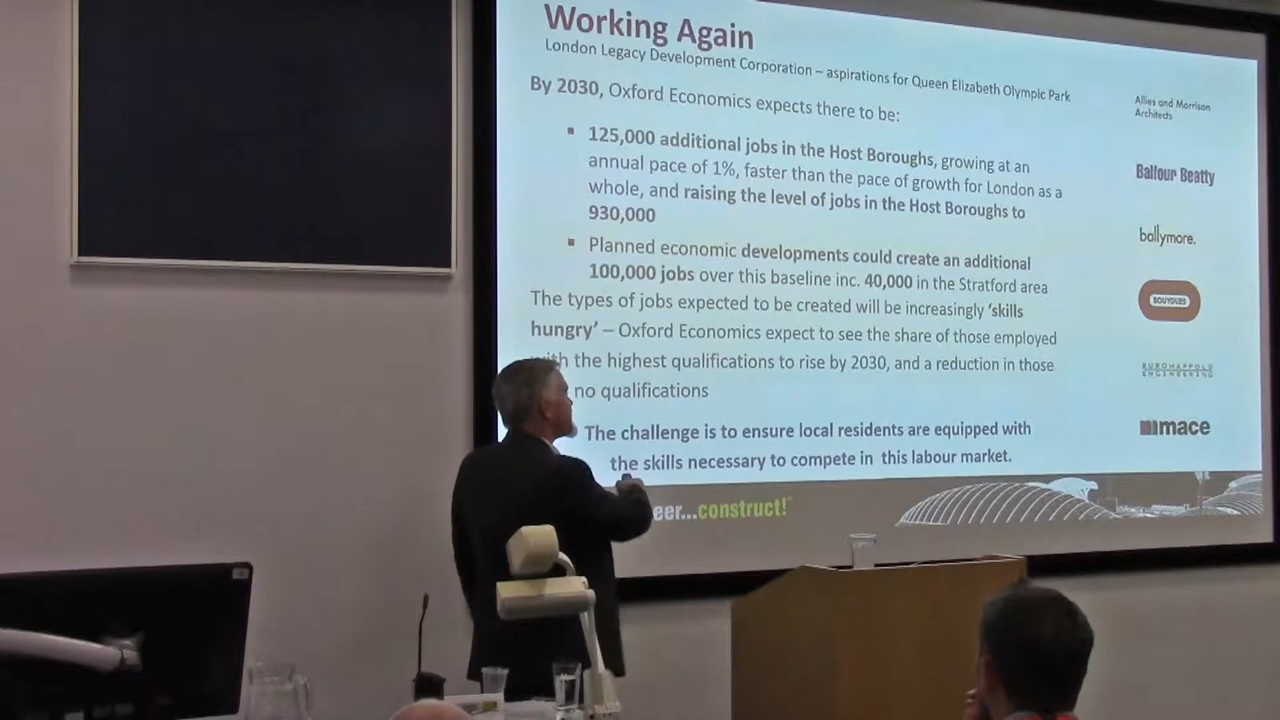 Working Again
London Legacy Development Corporation – aspirations for Queen Elizabeth Olympic Park
By 2030, Oxford Economics expects there to be:
▪ 125,000 additional jobs in the Host Boroughs, growing at an
annual pace of 1%, faster than the pace of growth for London as a
whole, and raising the level of jobs in the Host Boroughs to
930,000
▪ Planned economic developments could create an additional
100,000 jobs over this baseline inc. 40,000 in the Stratford area
The types of jobs expected to be created will be increasingly ‘skills
hungry’ – Oxford Economics expect to see the share of those employed
with the highest qualifications to rise by 2030, and a reduction in those
no qualifications
The challenge is to ensure local residents are equipped with
the skills necessary to compete in this labour market.
eer...construct!
Allies and Morrison
Architects
Balfour Beatty
ballymore.
BOUYGUES
BUROHAPPOLD
ENGINEERING
mace